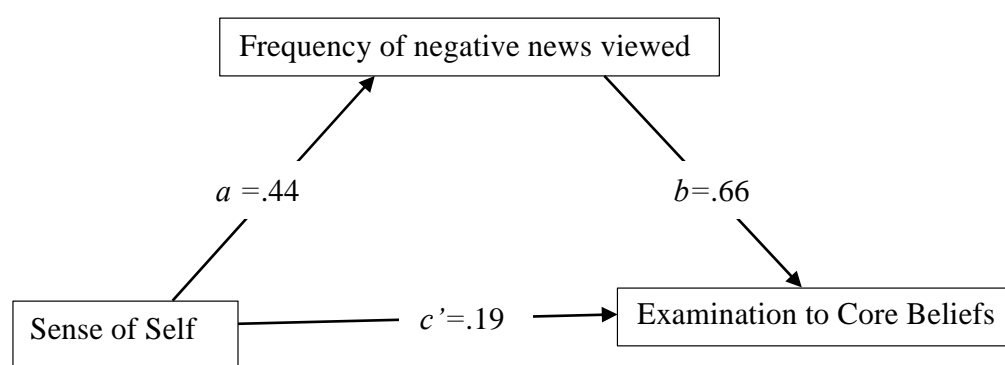 Frequency of negative news viewed
a =.44
b=.66
c’=.19
Sense of Self
Examination to Core Beliefs